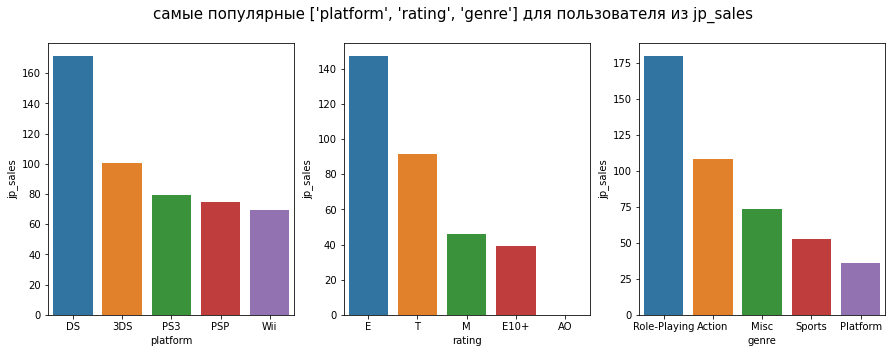 самые популярные ['platform', 'rating', 'genre'] для пользователя из jp_sales
160
140
120
100
80
60
40
20
0
jp_sales
DS 3DS PS3 PSP Wii
platform
140
120
100
80
60
40
20
0
jp_sales
E T M E10+ AO
rating
175
150
125
100
75
50
25
0
jp_sales
Role-Playing Action Misc Sports Platform
genre